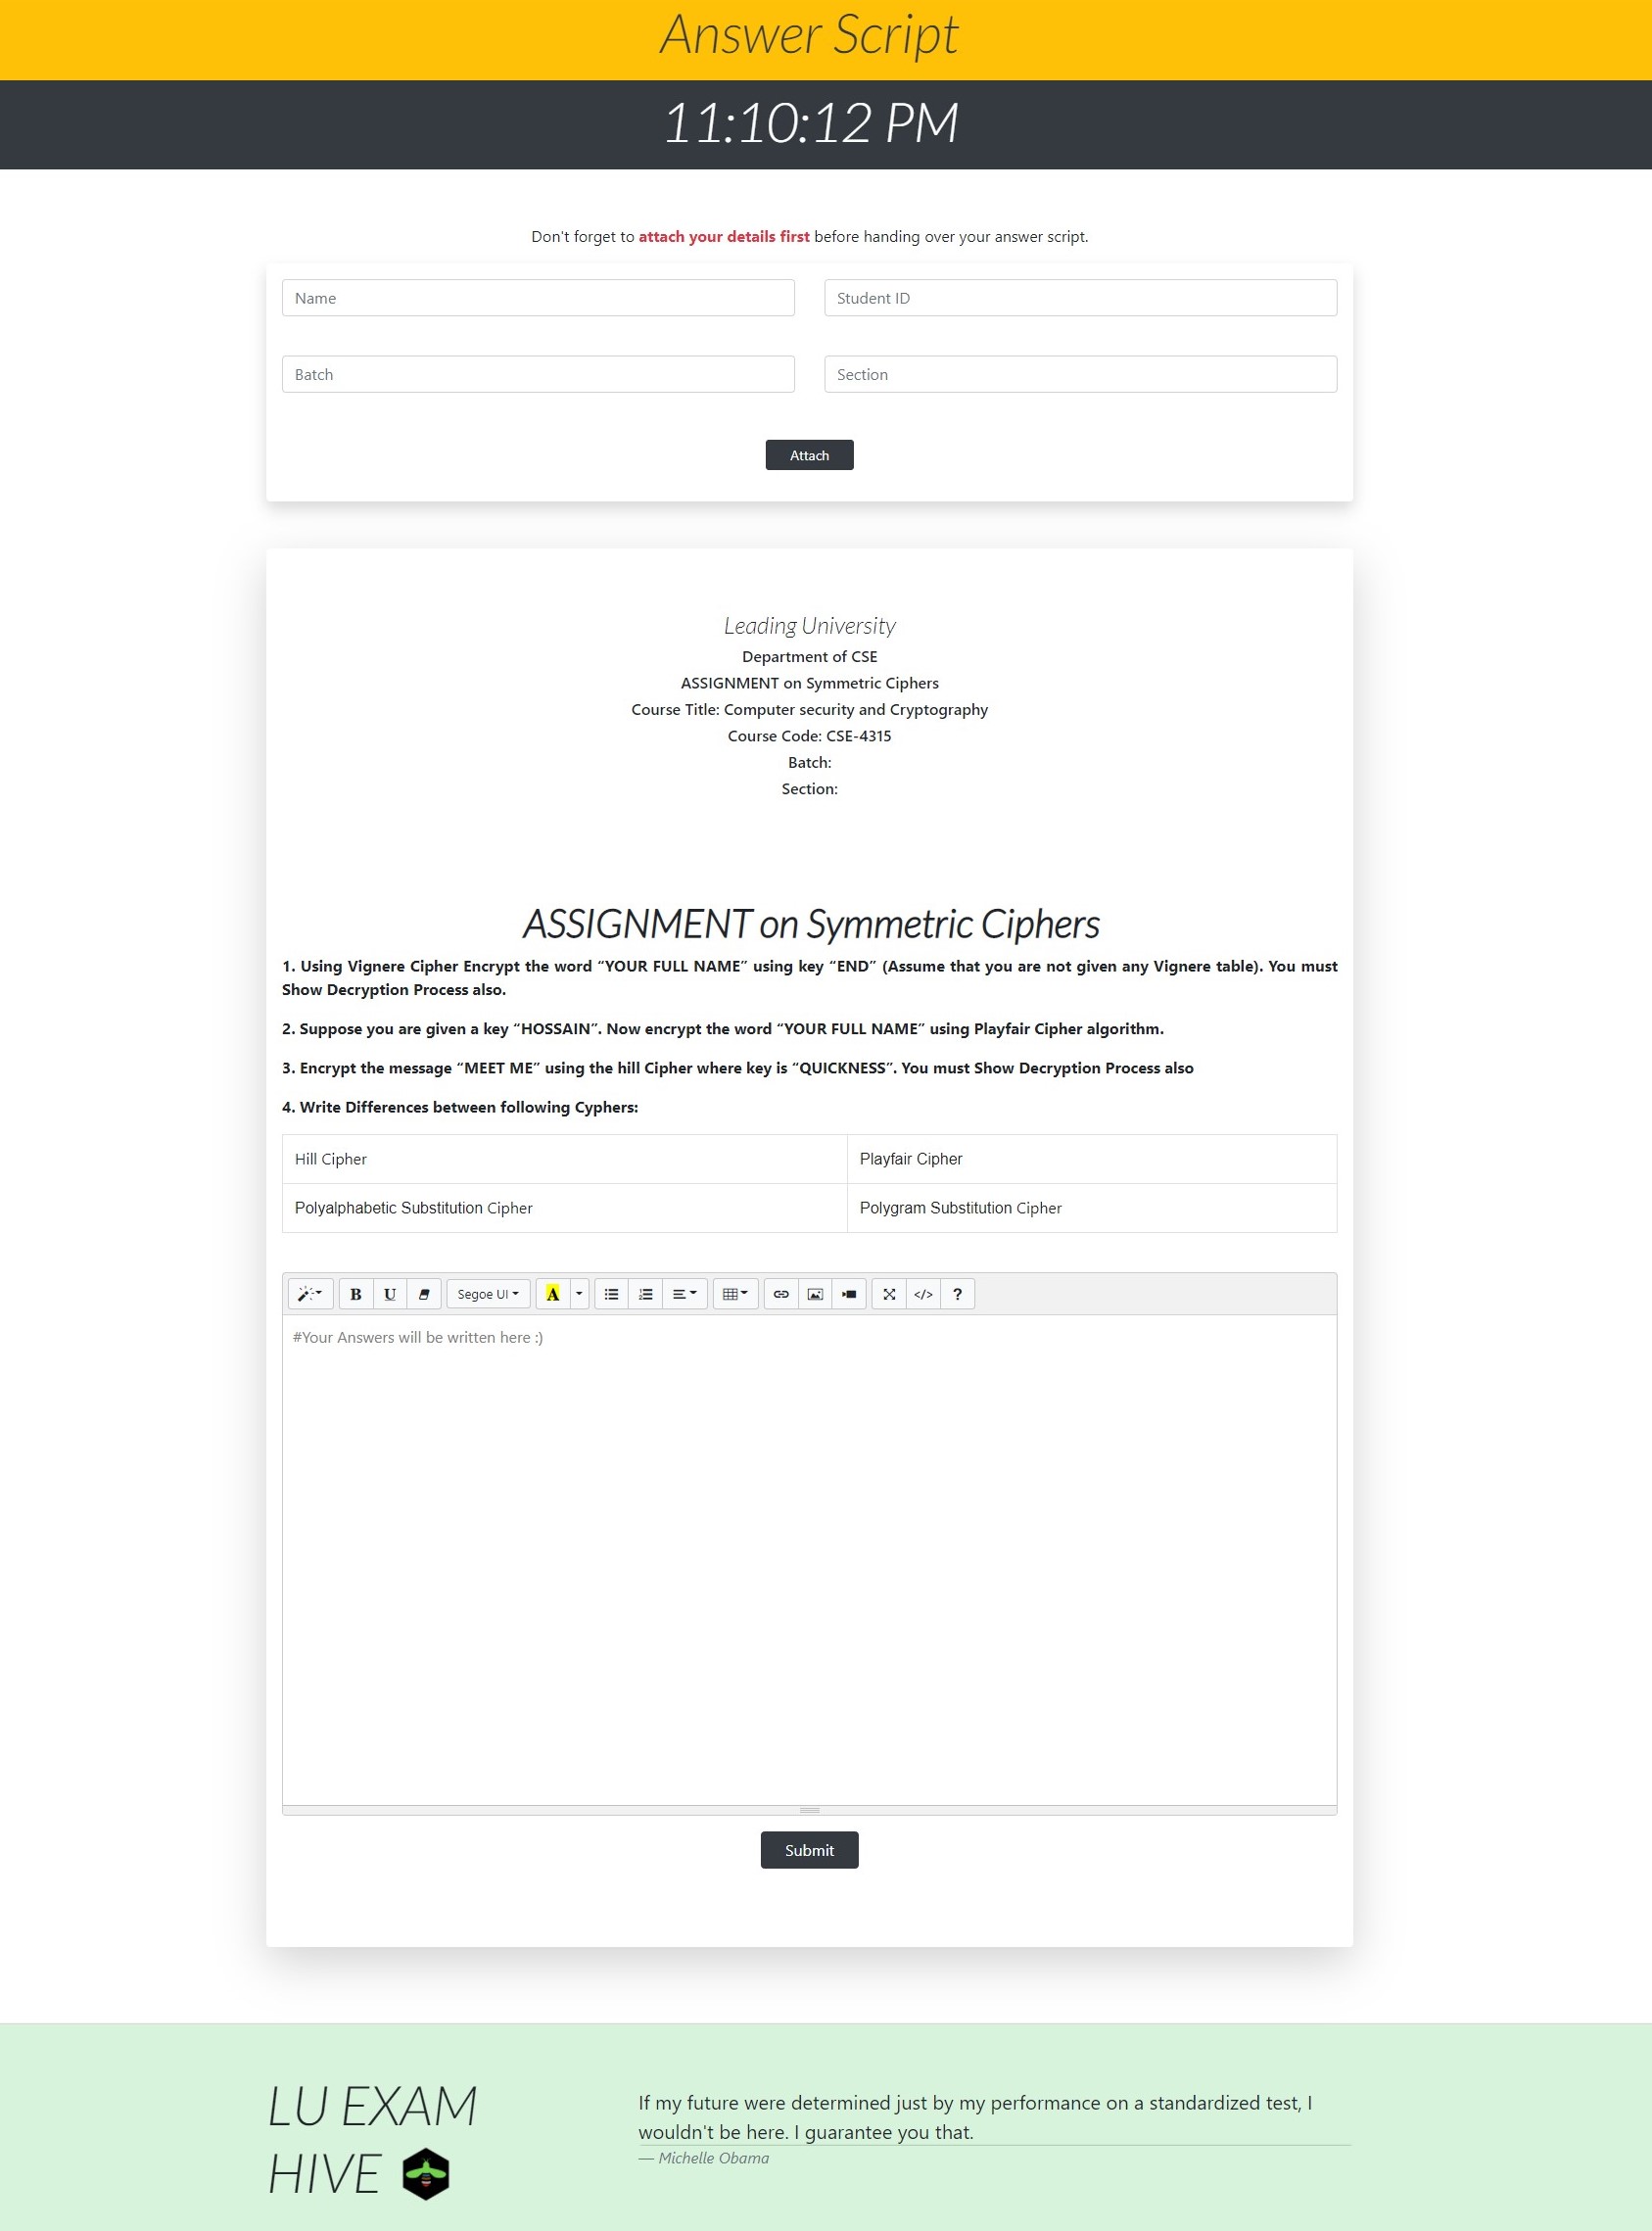 Answer Script
11:10:12 PM
Don't forget to attach your details first before handing over your answer script.
Name
Student ID
Batch
Section
Attach
Leading University
Department of CSE
ASSIGNMENT on Symmetric Ciphers
Course Title: Computer security and Cryptography
Course Code: CSE-4315
Batch:
Section:
ASSIGNMENT on Symmetric Ciphers
1. Using Vignere Cipher Encrypt the word “YOUR FULL NAME” using key “END” (Assume that you are not given any Vignere table). You must
Show Decryption Process also.
2. Suppose you are given a key “HOSSAIN”. Now encrypt the word “YOUR FULL NAME” using Playfair Cipher algorithm.
3. Encrypt the message “MEET ME” using the hill Cipher where key is “QUICKNESS”. You must Show Decryption Process also
4. Write Differences between following Cyphers:
Hill Cipher
Playfair Cipher
Polyalphabetic Substitution Cipher
Polygram Substitution Cipher
B U Segoe UI A </> ?
#Your Answers will be written here :)
Submit
LU EXAM
HIVE
If my future were determined just by my performance on a standardized test, I
wouldn't be here. I guarantee you that.
— Michelle Obama